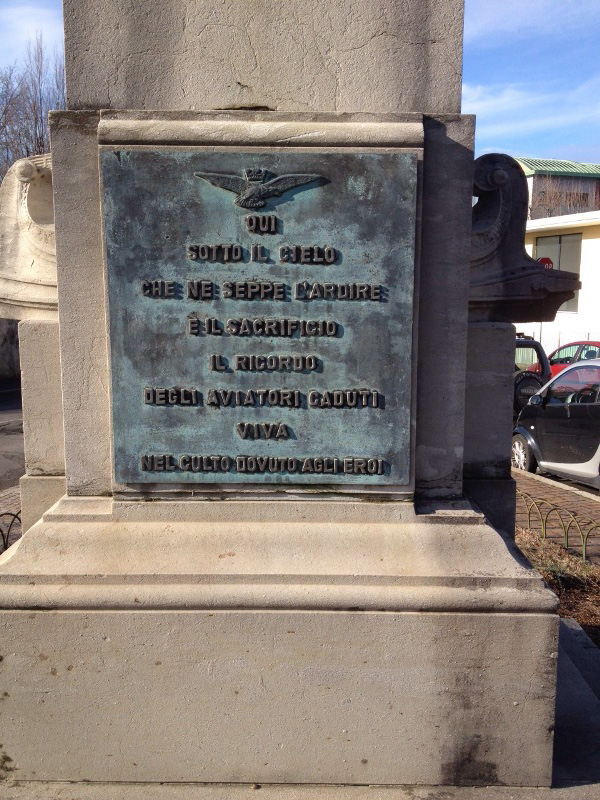 QUI
SOTTO IL CIELO
CHE NE SEPPE L'ARDIRE
E IL SACRIFICIO
IL RICORDO
DEGLI AVIATORI CADUTI
VIVA
NEL CULTO DOVUTO AGLI EROI